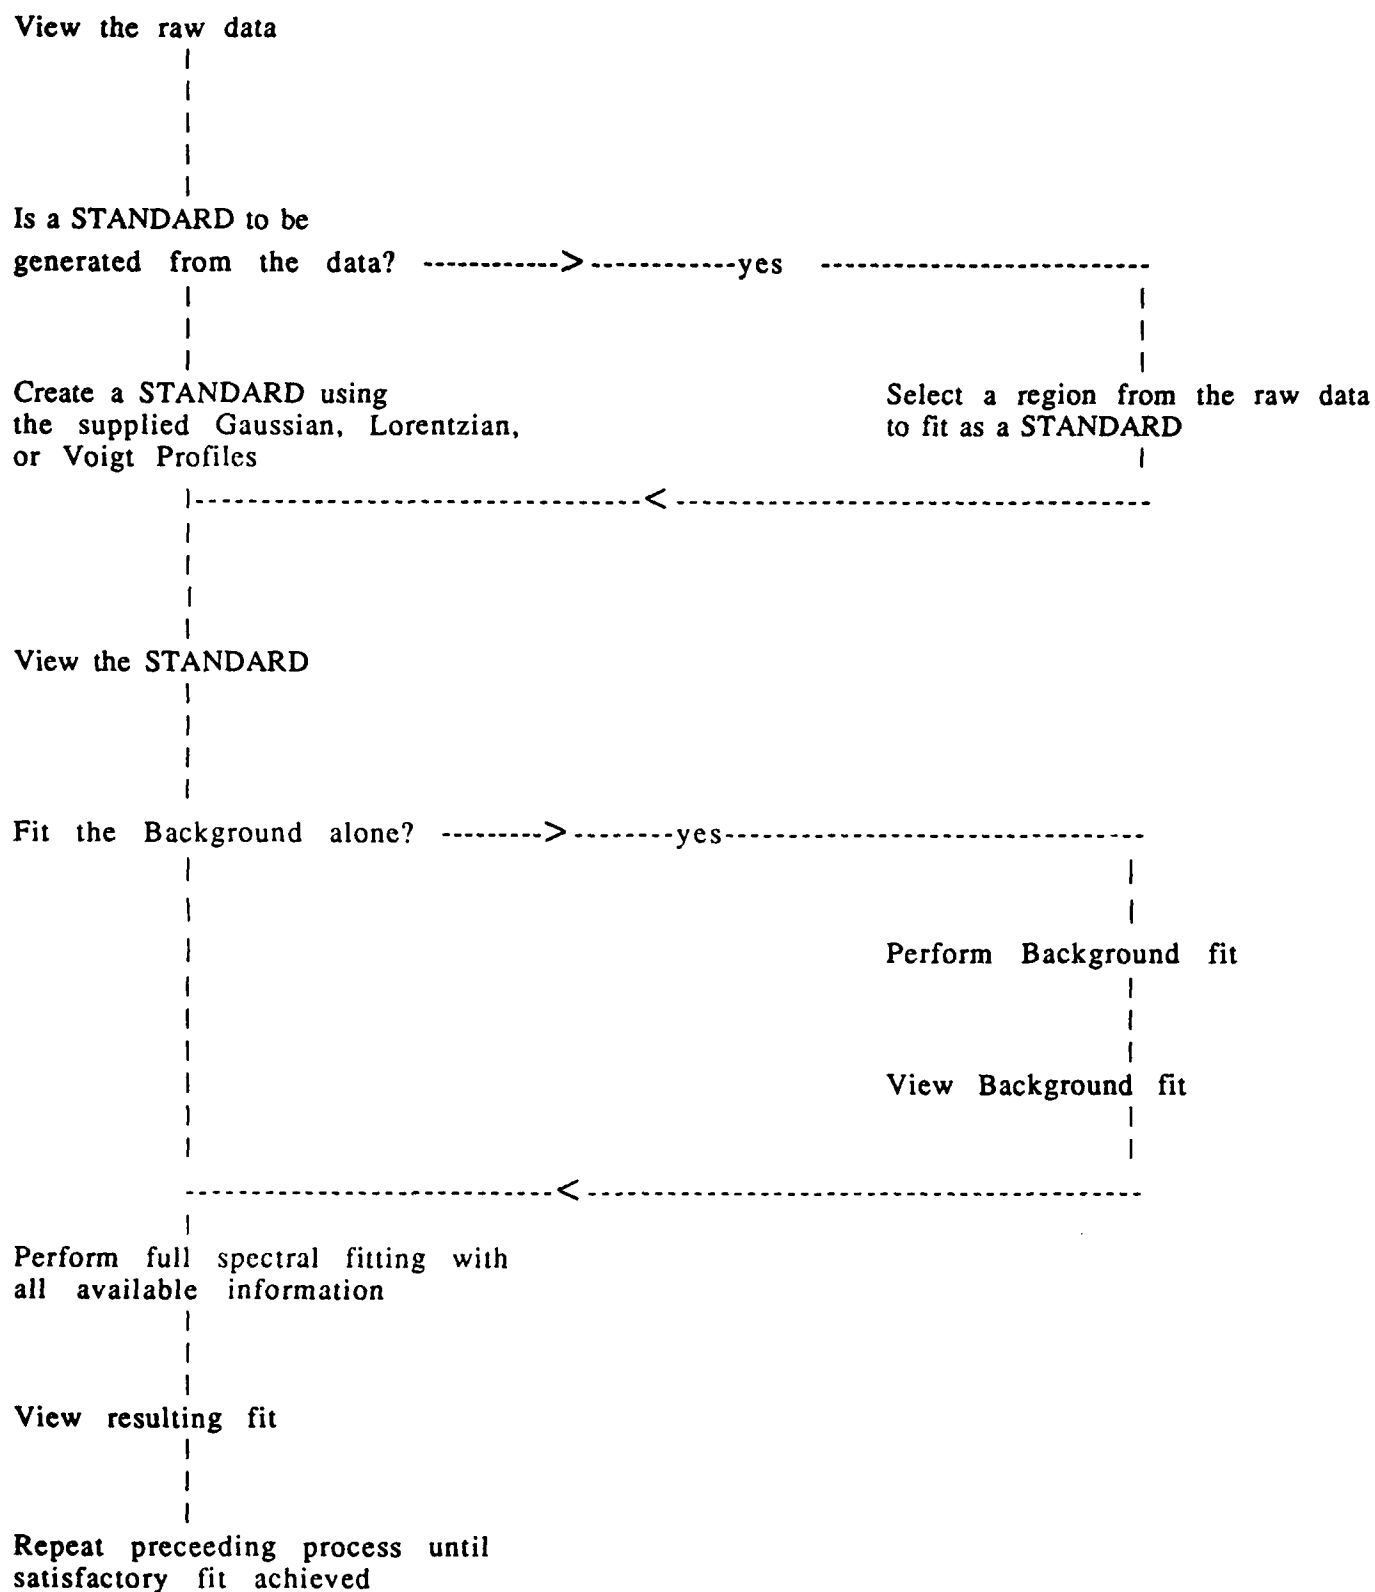 View the raw data
Is a STANDARD to be
generated from the data? ------------>-------------yes --------------------------
Create a STANDARD using
the supplied Gaussian, Lorentzian,
or Voigt Profiles
Select a region from the raw data
to fit as a STANDARD
View the STANDARD
Fit the Background alone? --------->--------yes--------------------------------
Perform Background fit
View Background fit
Perform full spectral fitting with
all available information
View resulting fit
Repeat preceeding process until
satisfactory fit achieved